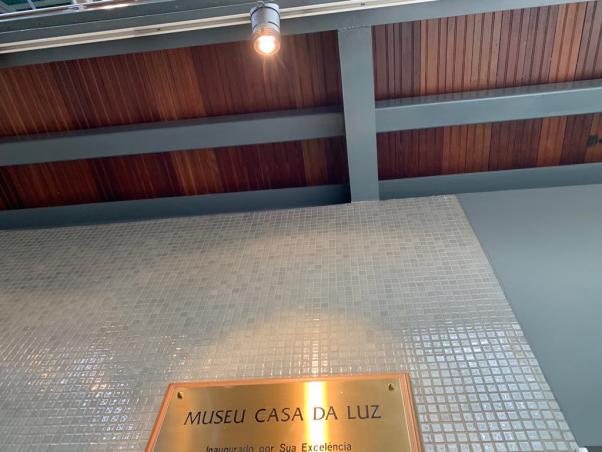 MUSEU CASA DA LUZ
Inaugurado por Sua Excelência